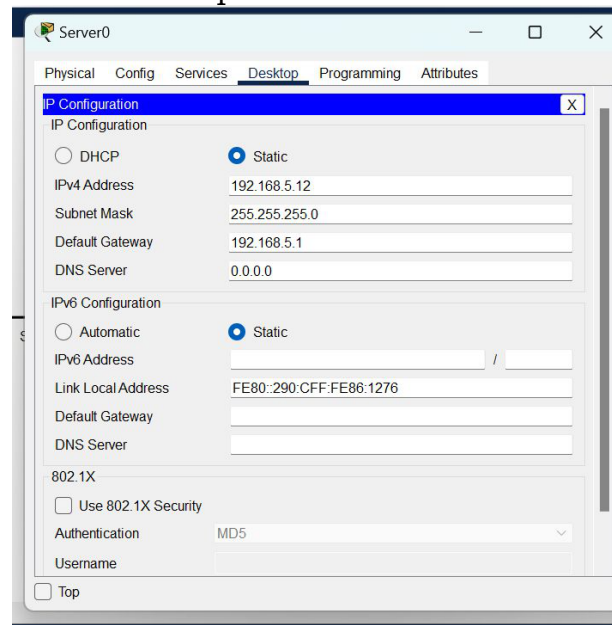 Server0
Physical Config Services Desktop Programming Attributes
IP Configuration X
IP Configuration
DHCP Static
IPv4 Address 192.168.5.12
Subnet Mask 255.255.255.0
Default Gateway 192.168.5.1
DNS Server 0.0.0.0
IPv6 Configuration
Automatic Static
IPv6 Address /
Link Local Address FE80::290:CFF:FE86:1276
Default Gateway
DNS Server
802.1X
Use 802.1X Security
Authentication MD5
Username
Top